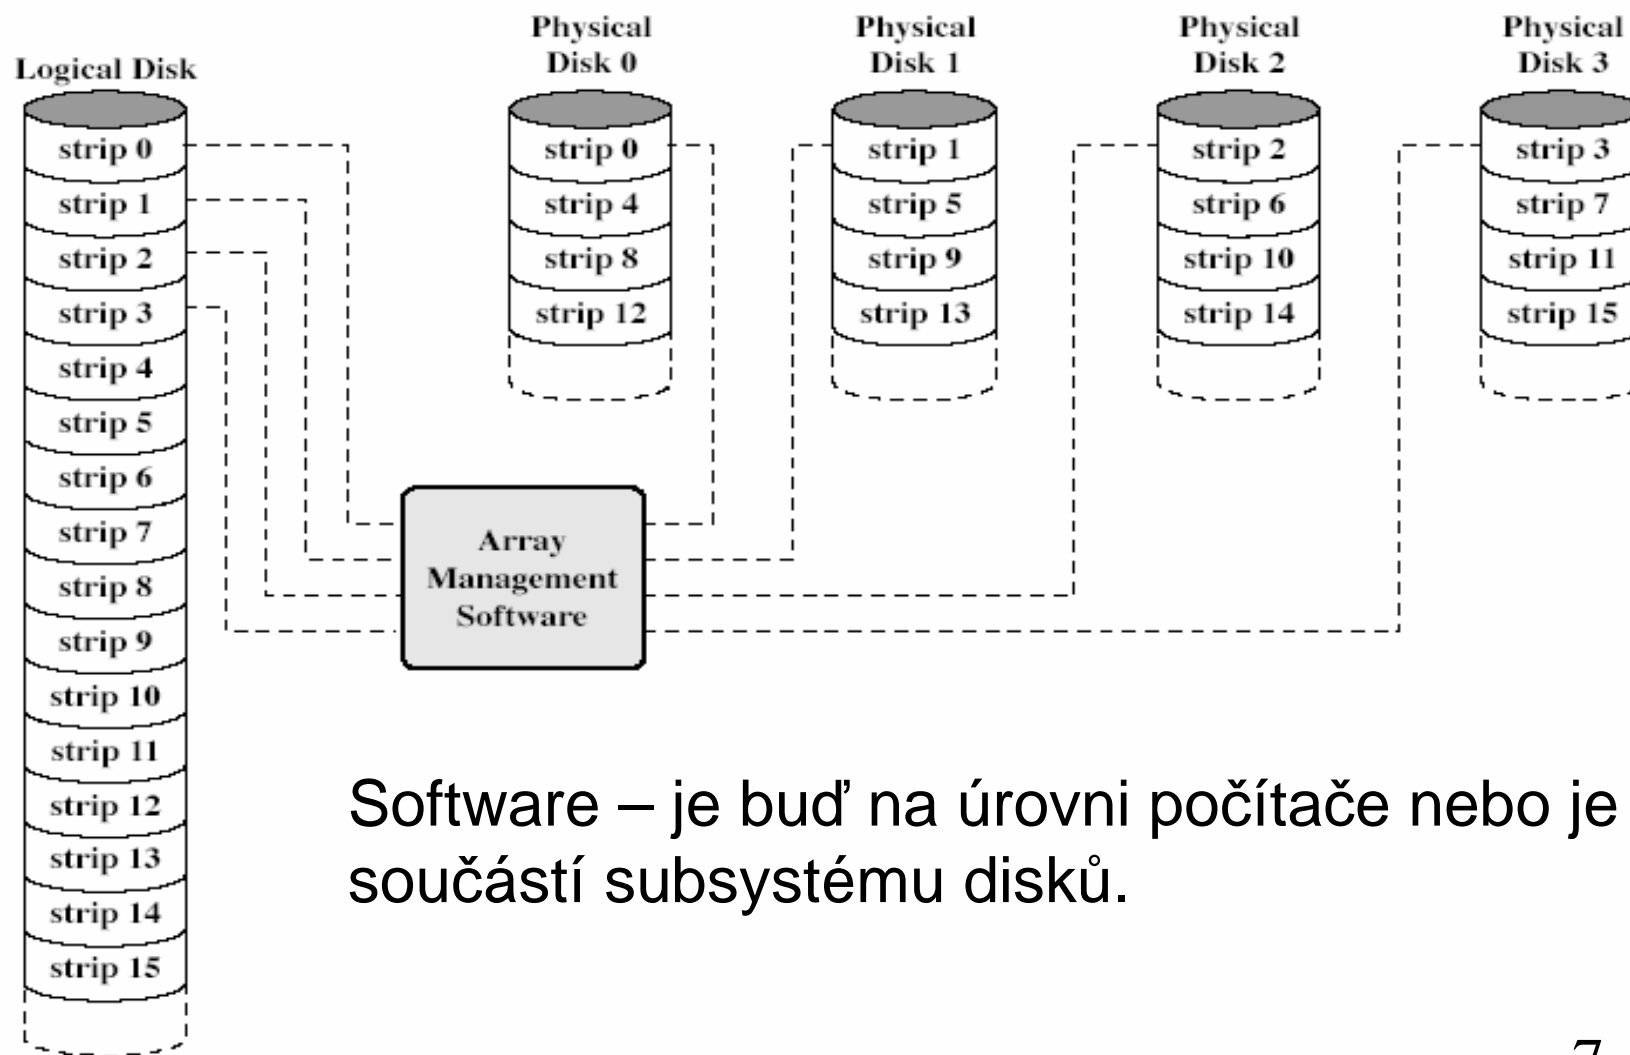 Logical Disk
strip 0
strip 1
strip 2
strip 3
strip 4
strip 5
strip 6
strip 7
strip 8
strip 9
strip 10
strip 11
strip 12
strip 13
strip 14
strip 15
Physical
Disk 0
strip 0
strip 4
strip 8
strip 12
Physical
Disk 1
strip 1
strip 5
strip 9
strip 13
Physical
Disk 2
strip 2
strip 6
strip 10
strip 14
Physical
Disk 3
strip 3
strip 7
strip 11
strip 15
Array
Management
Software
Software – je buď na úrovni počítače nebo je
součástí subsystému disků.